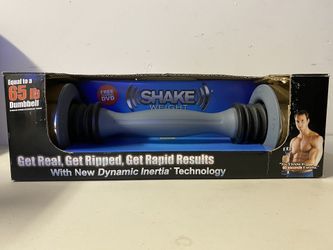 Equal to a
65 lb
Dumbbell*
FREE
DVD
SHAKE
WEIGHT
Get Real, Get Ripped, Get Rapid Results
With New Dynamic Inertia® Technology